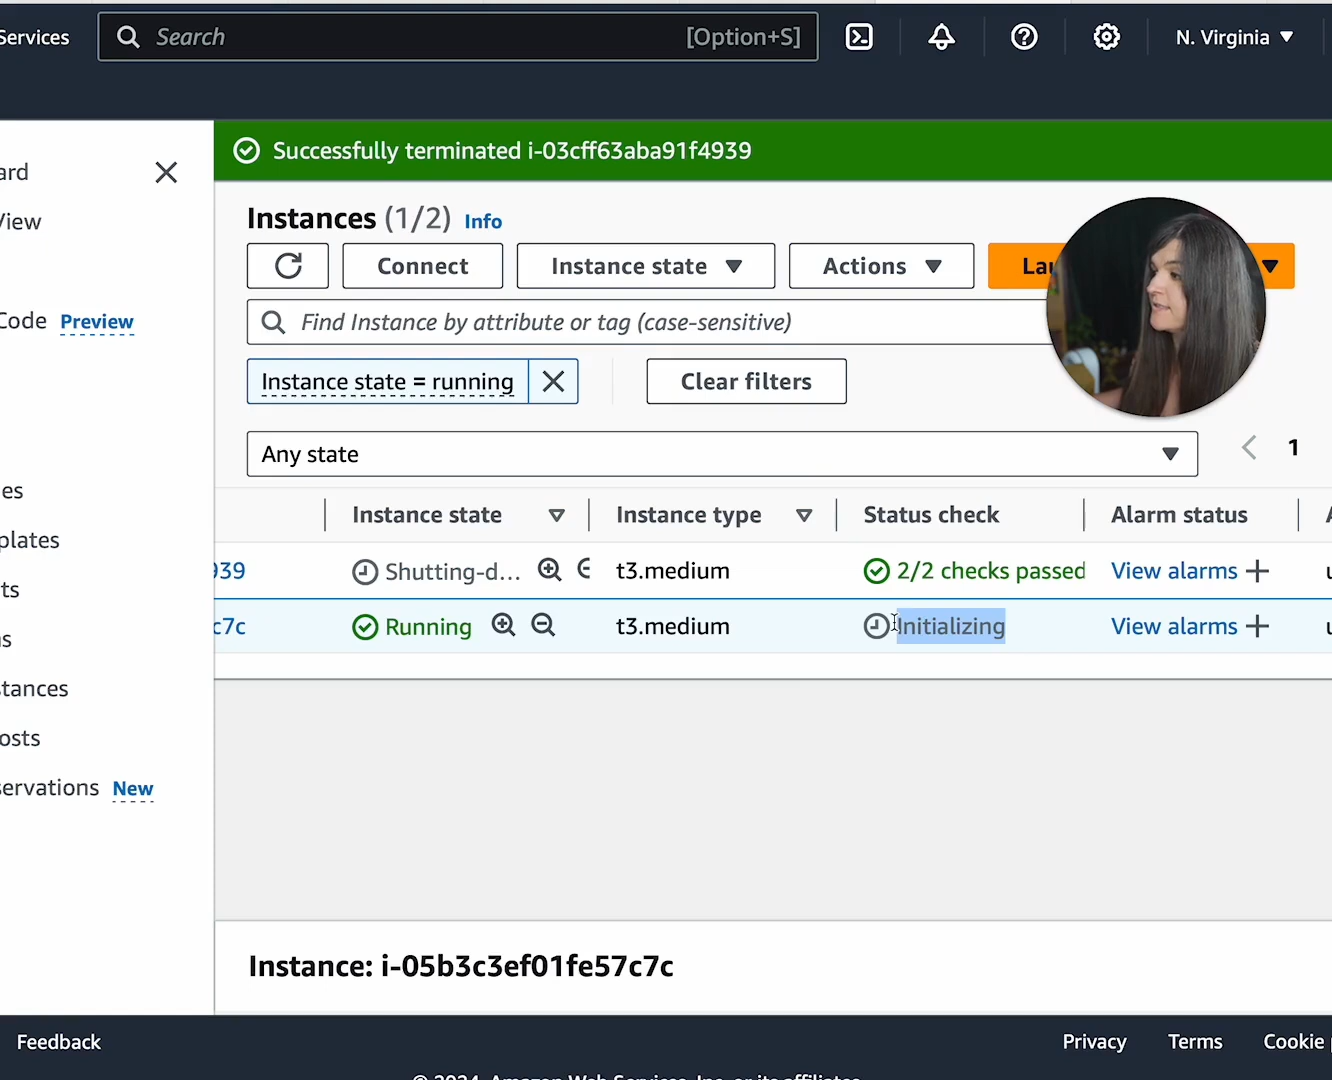 Services
Search
[Option+S]
N. Virginia
Successfully terminated i-03cff63aba91f4939
ard
View
Code Preview
es
plates
ts
s
stances
osts
servations New
Instances (1/2) Info
Connect
Instance state
Actions
Lau
Find Instance by attribute or tag (case-sensitive)
Instance state = running
Clear filters
Any state
1
Instance state
Instance type
Status check
Alarm status
939 Shutting-d... t3.medium 2/2 checks passed View alarms
c7c Running t3.medium Initializing View alarms
Instance: i-05b3c3ef01fe57c7c
Feedback
Privacy
Terms
Cookie
© 2024, Amazon Web Services, Inc. or its affiliates.